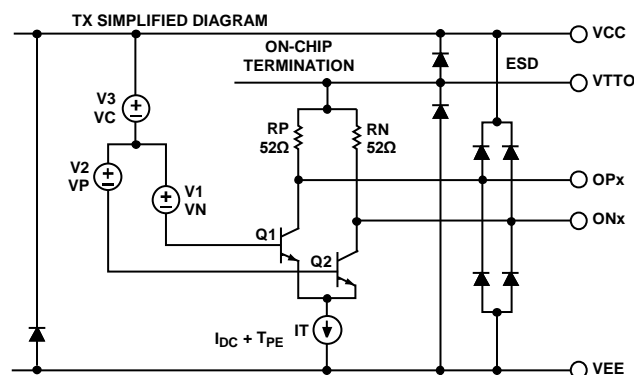 TX SIMPLIFIED DIAGRAM
VCC
ON-CHIP
TERMINATION
ESD
VTTO
V3
VC
RP
52Ω
RN
52Ω
V2
VP
V1
VN
OPx
ONx
Q1
Q2
IDC + TPE
IT
VEE